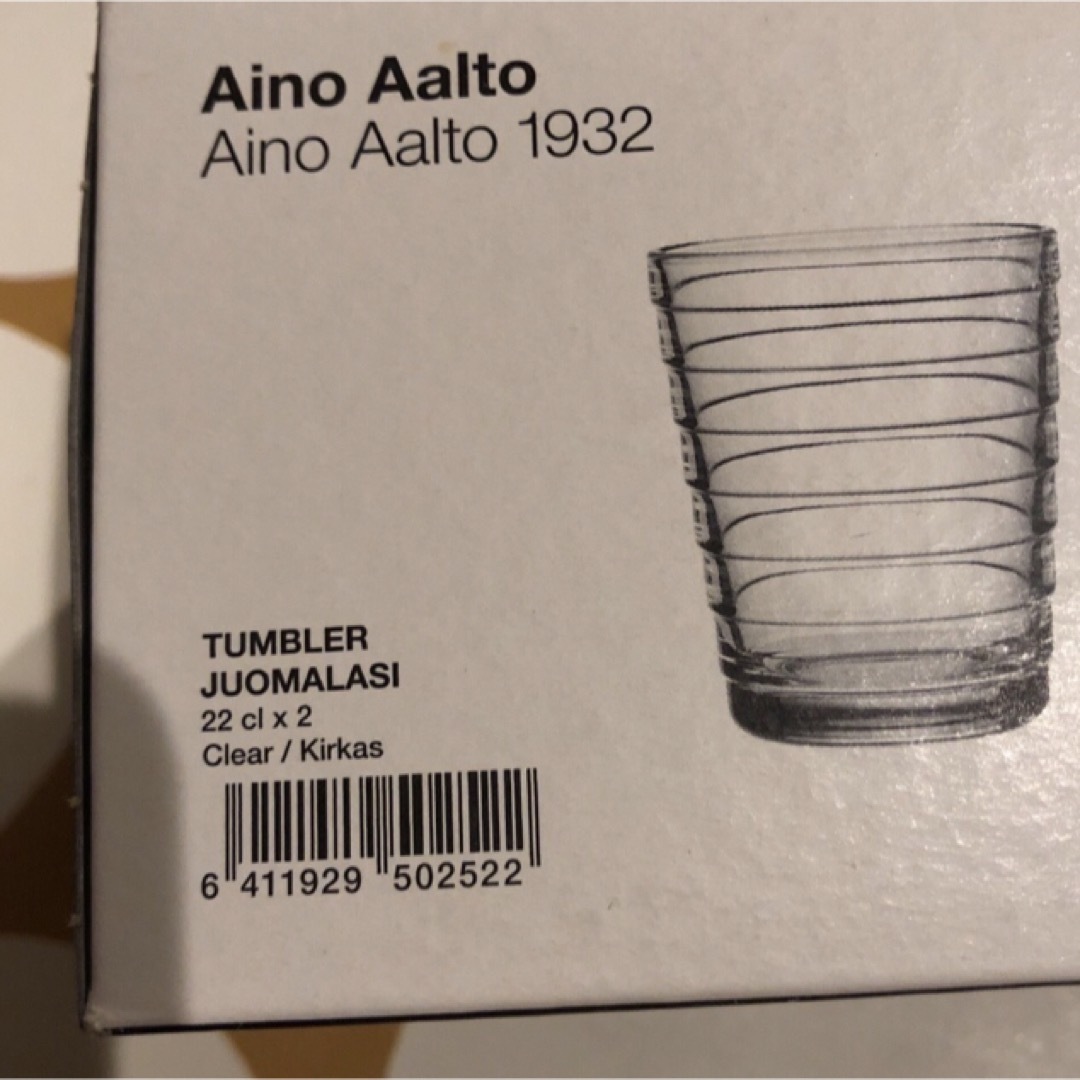 Aino Aalto
Aino Aalto 1932
TUMBLER
JUOMALASI
22 cl x 2
Clear / Kirkas
6 411929 502522